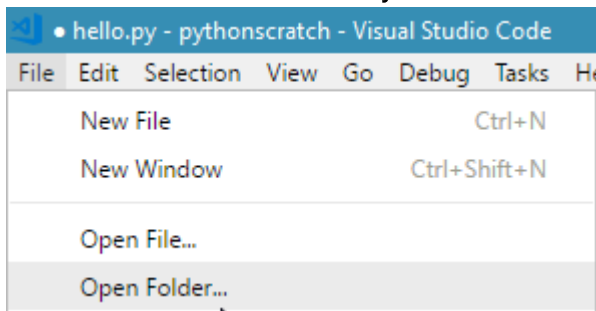 ● hello.py - pythonscratch - Visual Studio Code
File Edit Selection View Go Debug Tasks
New File Ctrl+N
New Window Ctrl+Shift+N
Open File...
Open Folder...